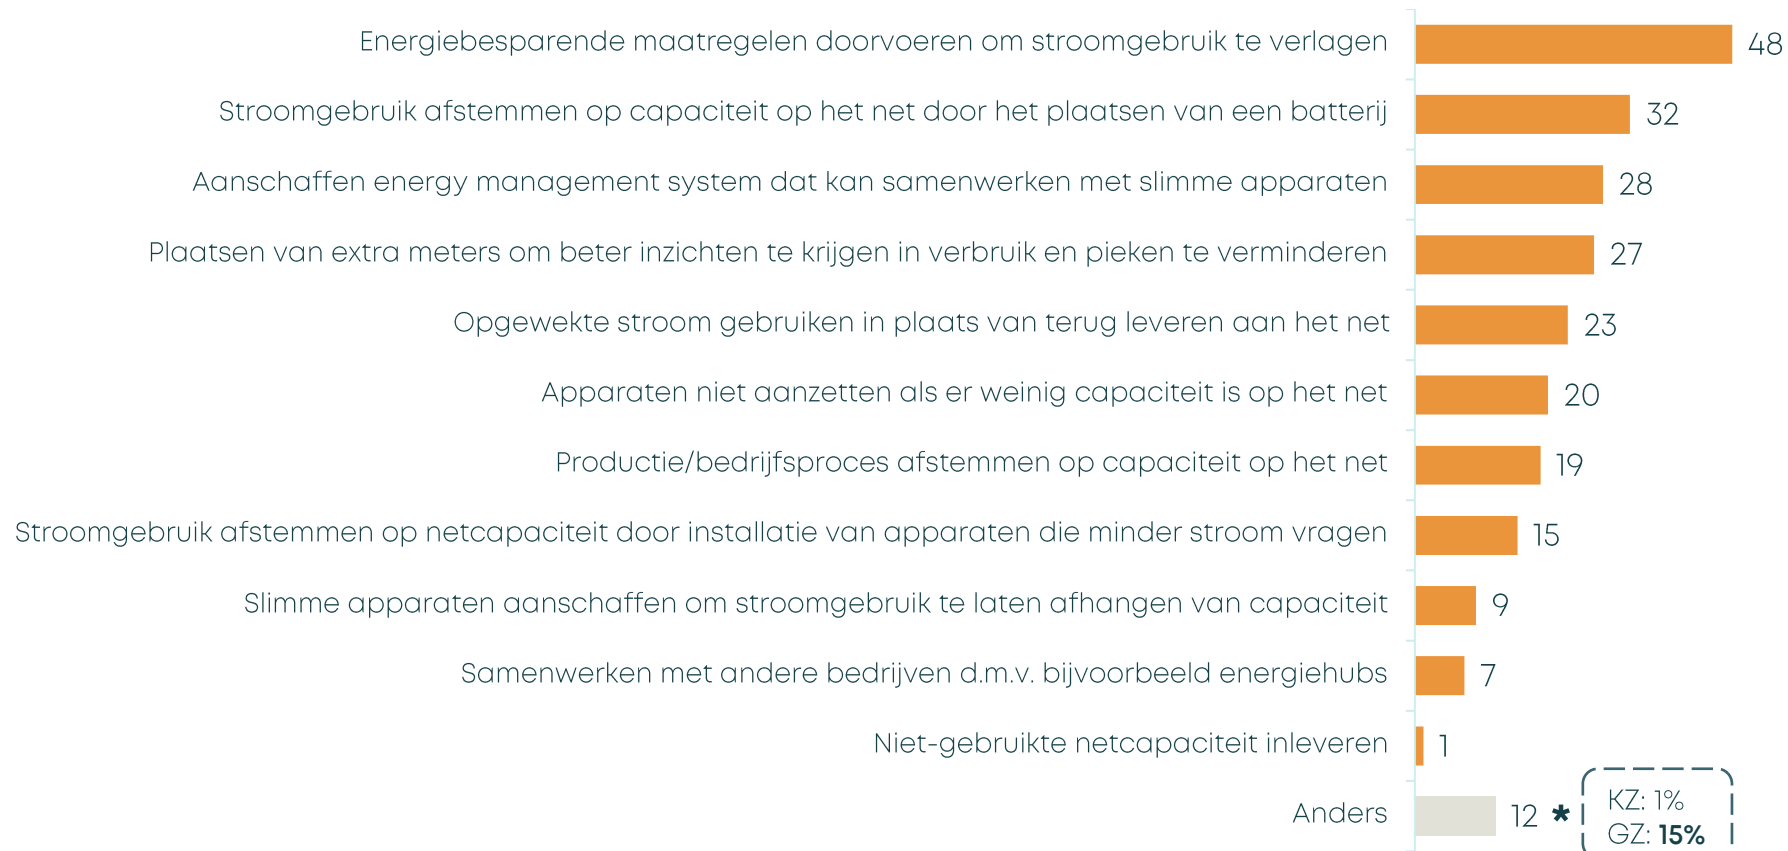 Energiebesparende maatregelen doorvoeren om stroomgebruik te verlagen 48
Stroomgebruik afstemmen op capaciteit op het net door het plaatsen van een batterij 32
Aanschaffen energy management system dat kan samenwerken met slimme apparaten 28
Plaatsen van extra meters om beter inzichten te krijgen in verbruik en pieken te verminderen 27
Opgewekte stroom gebruiken in plaats van terug leveren aan het net 23
Apparaten niet aanzetten als er weinig capaciteit is op het net 20
Productie/bedrijfsproces afstemmen op capaciteit op het net 19
Stroomgebruik afstemmen op netcapaciteit door installatie van apparaten die minder stroom vragen 15
Slimme apparaten aanschaffen om stroomgebruik te laten afhangen van capaciteit 9
Samenwerken met andere bedrijven d.m.v. bijvoorbeeld energiehubs 7
Niet-gebruikte netcapaciteit inleveren 1
Anders 12 *
KZ: 1%
GZ: 15%